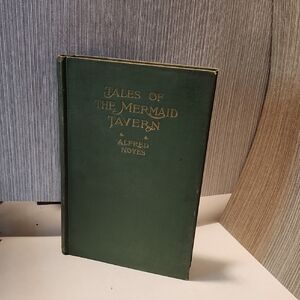 TALES OF
THE MERMAID
TAVERN
ALFRED
NOYES